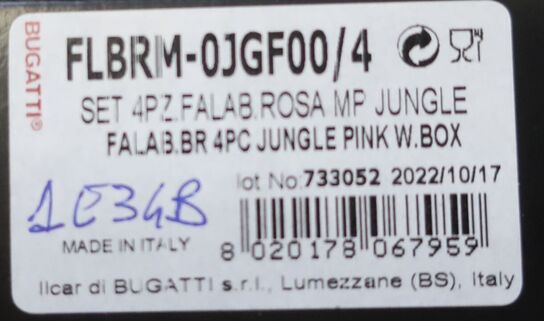 BUGATTI®
FLBRM-0JGF00/4
SET 4PZ.FALAB.ROSA MP JUNGLE
FALAB.BR 4PC JUNGLE PINK W.BOX
lot No:733052 2022/10/17
1E34B
MADE IN ITALY
8 020178 067959
Ilcar di BUGATTI s.r.l., Lumezzane (BS), Italy